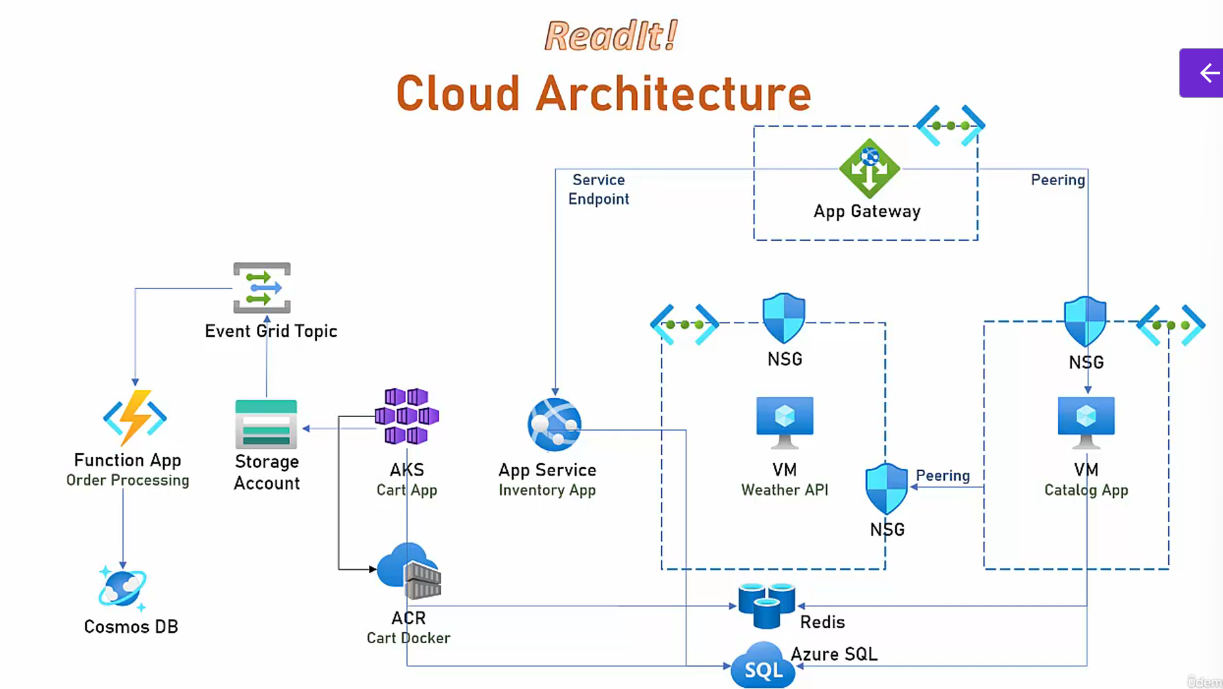 ReadIt!
Cloud Architecture
Service
Endpoint
Peering
App Gateway
Event Grid Topic
NSG
NSG
Function App
Order Processing
Storage
Account
AKS
Cart App
App Service
Inventory App
VM
Weather API
Peering
VM
Catalog App
NSG
Cosmos DB
ACR
Cart Docker
Redis
Azure SQL
SQL